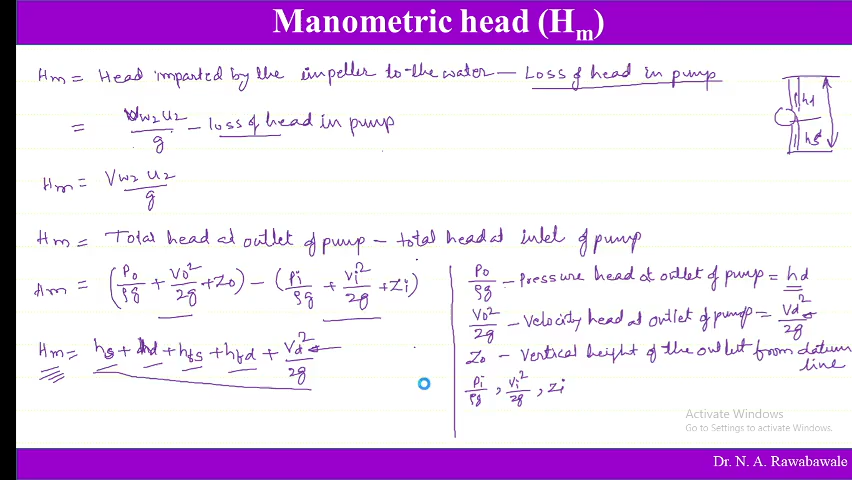 Manometric head (Hm)
Hm = Head imparted by the impeller to the water — Loss of head in pump
= Vw2 u2 / g — loss of head in pump
Hm = Vw2 u2 / g
Hm = Total head at outlet of pump — total head at inlet of pump
Hm = (Po/ρg + Vo²/2g + Zo) — (Pi/ρg + Vi²/2g + Zi)
Hm = hs + hd + hfs + hfd + Vd²/2g
hd
hs
Po/ρg — Pressure head at outlet of pump = hd
Vo²/2g — Velocity head at outlet of pump = Vd²/2g
Zo — Vertical height of the outlet from datum
line
Pi/ρg , Vi²/2g , Zi
Activate Windows
Go to Settings to activate Windows.
Dr. N. A. Rawabawale